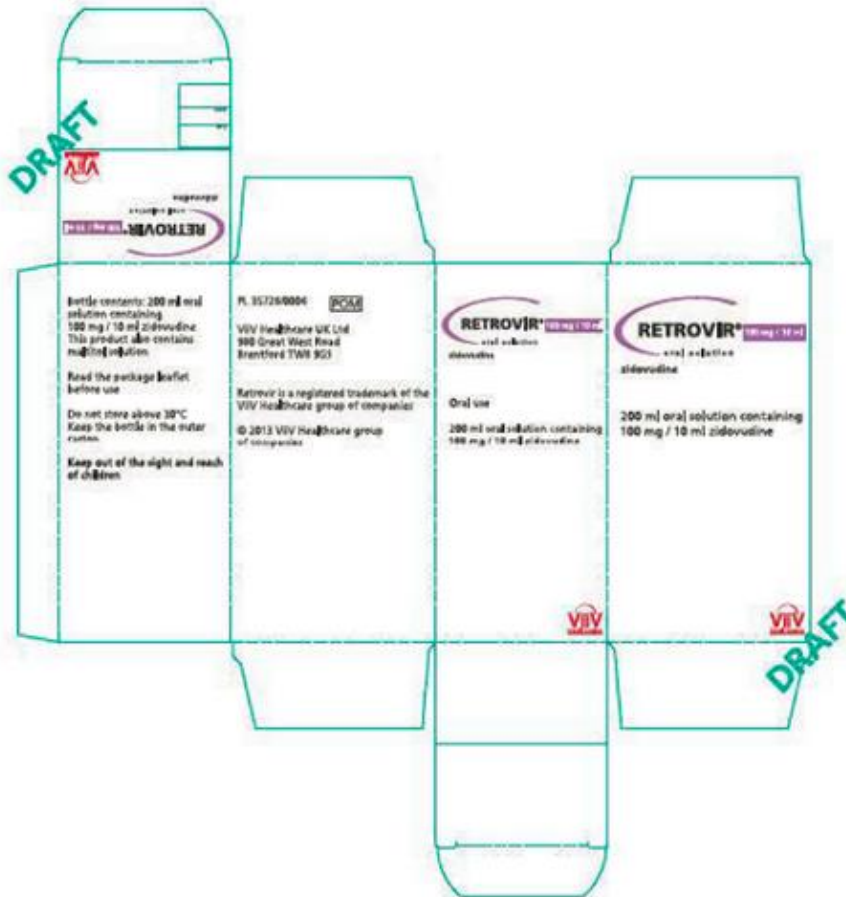 DRAFT
ViiV
zidovudine
oral solution
RETROVIR 100 mg / 10 ml
Bottle contents: 200 ml oral
solution containing
100 mg / 10 ml zidovudine
This product also contains
maltitol solution
Read the package leaflet
before use
Do not store above 30°C
Keep the bottle in the outer
carton
Keep out of the sight and reach
of children
PL 35728/0004 POM
ViiV Healthcare UK Ltd
980 Great West Road
Brentford TW8 9GS
Retrovir is a registered trademark of the
ViiV Healthcare group of companies
© 2013 ViiV Healthcare group
of companies
RETROVIR® 100 mg / 10 ml
oral solution
zidovudine
Oral use
200 ml oral solution containing
100 mg / 10 ml zidovudine
ViiV
RETROVIR® 100 mg / 10 ml
oral solution
zidovudine
200 ml oral solution containing
100 mg / 10 ml zidovudine
ViiV
DRAFT